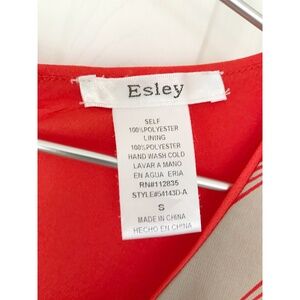 Esley
SELF
100%POLYESTER
LINING
100%POLYESTER
HAND WASH COLD
LAVAR A MANO
EN AGUA ERIA
RN#112835
STYLE#54143D-A
S
MADE IN CHINA
HECHO EN CHINA